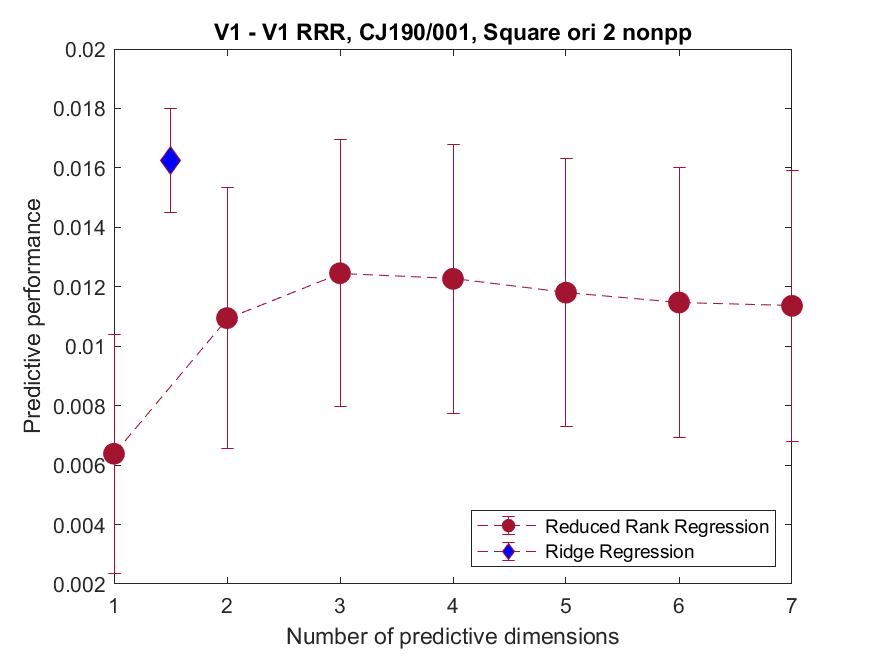 V1 - V1 RRR, CJ190/001, Square ori 2 nonpp
0.02
0.018
0.016
0.014
0.012
0.01
0.008
0.006
0.004
0.002
Predictive performance
Reduced Rank Regression
Ridge Regression
1 2 3 4 5 6 7
Number of predictive dimensions